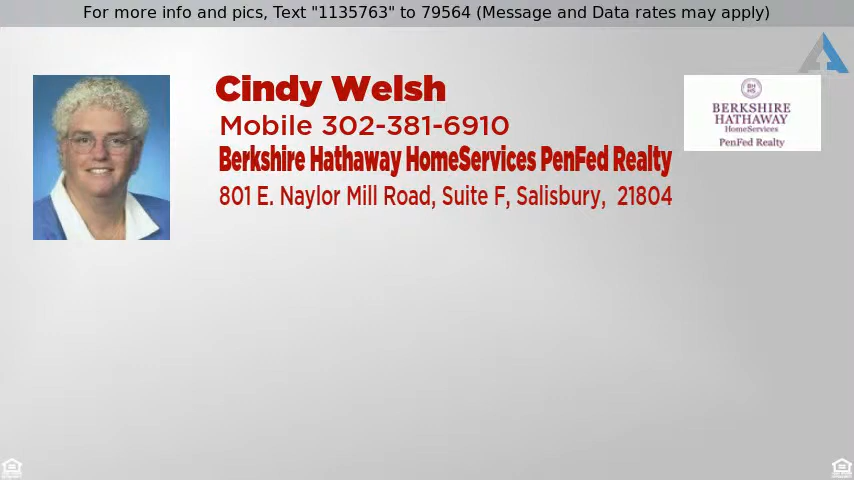 For more info and pics, Text "1135763" to 79564 (Message and Data rates may apply)
Cindy Welsh
Mobile 302-381-6910
Berkshire Hathaway HomeServices PenFed Realty
801 E. Naylor Mill Road, Suite F, Salisbury,  21804
BH
HS
BERKSHIRE
HATHAWAY
HomeServices
PenFed Realty